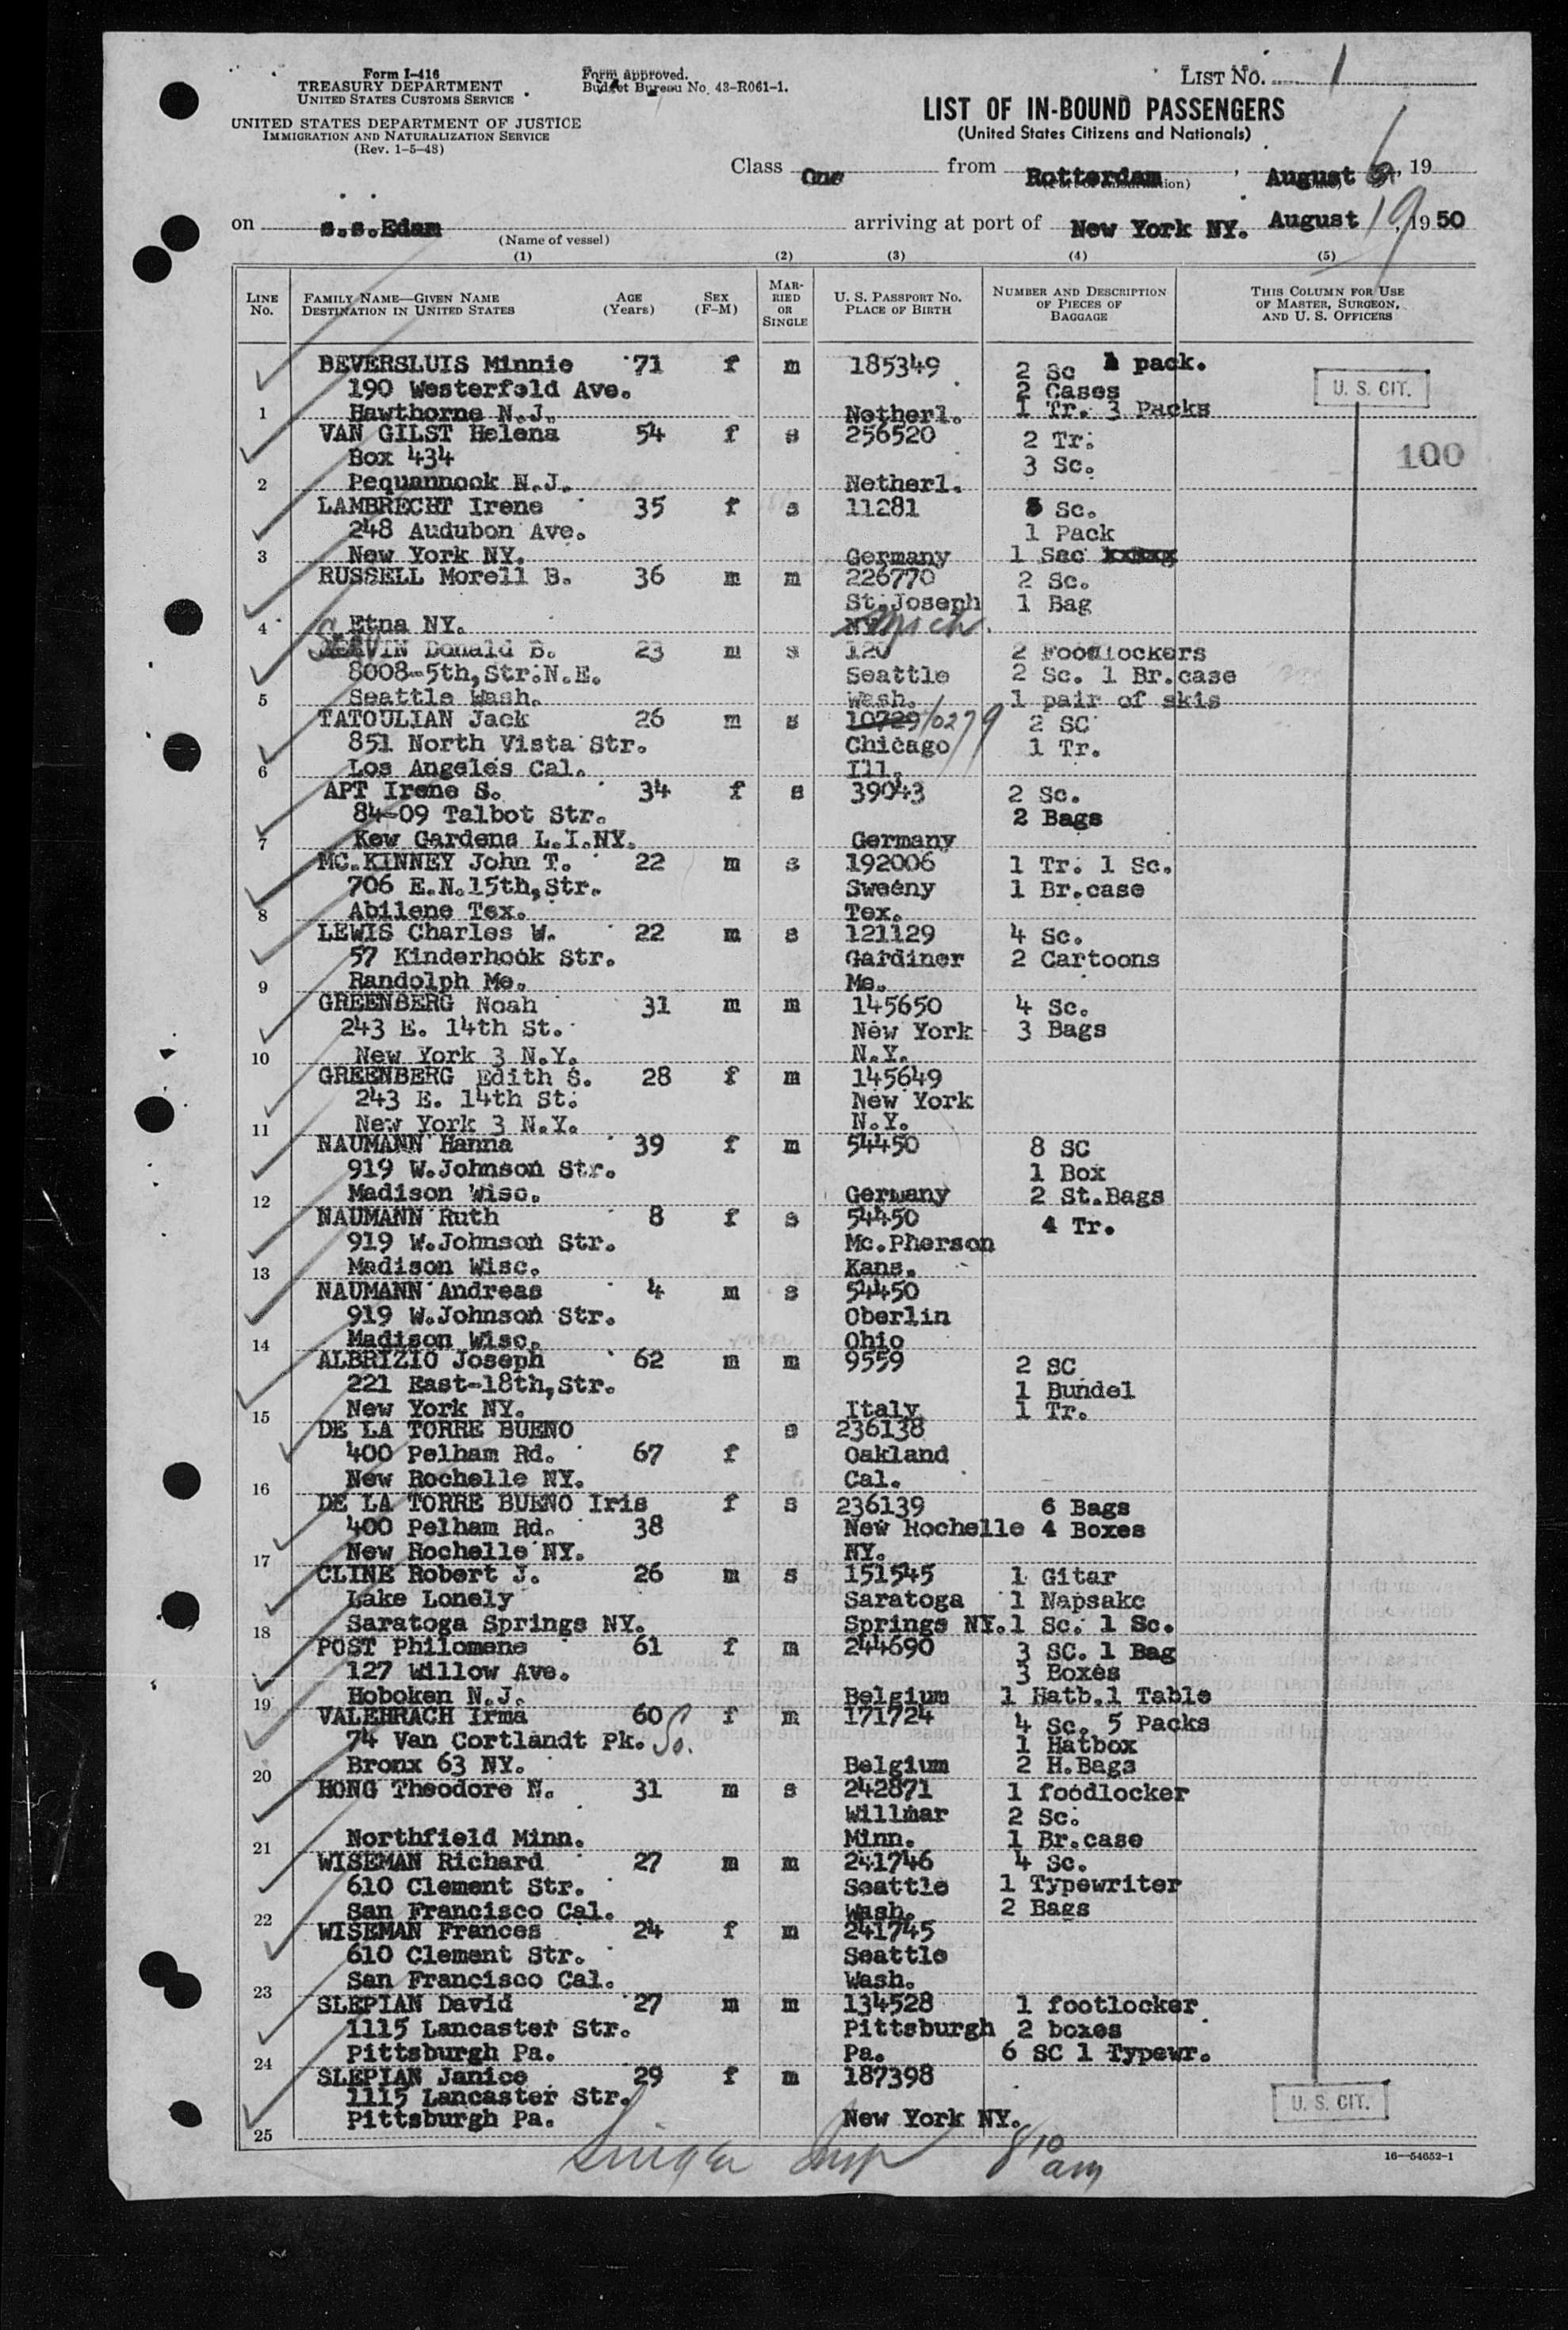 Form I-416
TREASURY DEPARTMENT
UNITED STATES CUSTOMS SERVICE
UNITED STATES DEPARTMENT OF JUSTICE
IMMIGRATION AND NATURALIZATION SERVICE
(Rev. 1-5-48)
Form approved.
Budget Bureau No. 43-R061-1.
LIST NO. 1
LIST OF IN-BOUND PASSENGERS
(United States Citizens and Nationals)
Class One from Rotterdam, August 6, 19
on s.s.Edam arriving at port of New York NY. August 19, 1950
(Name of vessel)
(1) (2) (3) (4) (5)
LINE NO. FAMILY NAME—GIVEN NAME DESTINATION IN UNITED STATES AGE (Years) SEX (F-M) MARRIED OR SINGLE U. S. PASSPORT NO. PLACE OF BIRTH NUMBER AND DESCRIPTION OF PIECES OF BAGGAGE THIS COLUMN FOR USE OF MASTER, SURGEON, AND U. S. OFFICERS
BEVERSLUIS Minnie 71 f m 185349 2 Sc 1 pack.
190 Westerfeld Ave. 2 Cases U. S. CIT.
1 Hawthorne N.J. Netherl. 1 Tr. 3 Packs
VAN GILST Helena 54 f s 256520 2 Tr.
Box 434 3 Sc. 100
2 Pequannock N.J. Netherl.
LAMBRECHT Irene 35 f s 11281 Sc.
248 Audubon Ave. 1 Pack
3 New York NY. Germany 1 Sac
RUSSELL Morell B. 36 m m 226770 2 Sc.
St.Joseph 1 Bag
4 Etna NY. NY. Mich.
VIN Donald B. 23 m s 120 2 Foodlockers
8008-5th,Str.N.E. Seattle 2 Sc. 1 Br.case
5 Seattle Wash. Wash. 1 pair of skis
TATOULIAN Jack 26 m s 10729 10279 2 SC
851 North Vista Str. Chicago 1 Tr.
6 Los Angeles Cal. Ill.
APT Irene S. 34 f s 39043 2 Sc.
84-09 Talbot Str. 2 Bags
7 Kew Gardens L.I.NY. Germany
MC.KINNEY John T. 22 m s 192006 1 Tr. 1 Sc.
706 E.N.15th,Str. Sweeny 1 Br.case
8 Abilene Tex. Tex.
LEWIS Charles W. 22 m s 121129 4 Sc.
57 Kinderhook Str. Gardiner 2 Cartoons
9 Randolph Me. Me.
GREENBERG Noah 31 m m 145650 4 Sc.
243 E. 14th St. New York 3 Bags
10 New York 3 N.Y. N.Y.
GREENBERG Edith S. 28 f m 145649
243 E. 14th St. New York
11 New York 3 N.Y. N.Y.
NAUMANN Hanna 39 f m 54450 8 SC
919 W.Johnson Str. 1 Box
12 Madison Wisc. Germany 2 St.Bags
NAUMANN Ruth 8 f s 54450 4 Tr.
919 W.Johnson Str. Mc.Pherson
13 Madison Wisc. Kans.
NAUMANN Andreas 4 m s 54450
919 W.Johnson Str. Oberlin
14 Madison Wisc. Ohio
ALBRIZIO Joseph 62 m m 9559 2 SC
221 East-18th,Str. 1 Bundel
15 New York NY. Italy 1 Tr.
DE LA TORRE BUENO s 236138
400 Pelham Rd. 67 f Oakland
16 New Rochelle NY. Cal.
DE LA TORRE BUENO Iris f s 236139 6 Bags
400 Pelham Rd. 38 New Rochelle 4 Boxes
17 New Rochelle NY. NY.
CLINE Robert J. 26 m s 151545 1 Gitar
Lake Lonely Saratoga 1 Napsakc
18 Saratoga Springs NY. Springs NY. 1 Sc. 1 Sc.
POST Philomene 61 f m 244690 3 SC. 1 Bag
127 Willow Ave. 3 Boxes
19 Hoboken N.J. Belgium 1 Hatb.1 Table
VALEHRACH Irma 60 f m 171724 4 Sc. 5 Packs
74 Van Cortlandt Pk. So. 1 Hatbox
20 Bronx 63 NY. Belgium 2 H.Bags
HONG Theodore N. 31 m s 242871 1 foodlocker
Willmar 2 Sc.
21 Northfield Minn. Minn. 1 Br.case
WISEMAN Richard 27 m m 241746 4 Sc.
610 Clement Str. Seattle 1 Typewriter
22 San Francisco Cal. Wash. 2 Bags
WISEMAN Frances 24 f m 241745
610 Clement Str. Seattle
23 San Francisco Cal. Wash.
SLEPIAN David 27 m m 134528 1 footlocker
1115 Lancaster Str. Pittsburgh 2 boxes
24 Pittsburgh Pa. Pa. 6 SC 1 Typewr.
SLEPIAN Janice 29 f m 187398
1115 Lancaster Str.
25 Pittsburgh Pa. New York NY. U. S. CIT.
Insp 8 10 am
16—54652-1